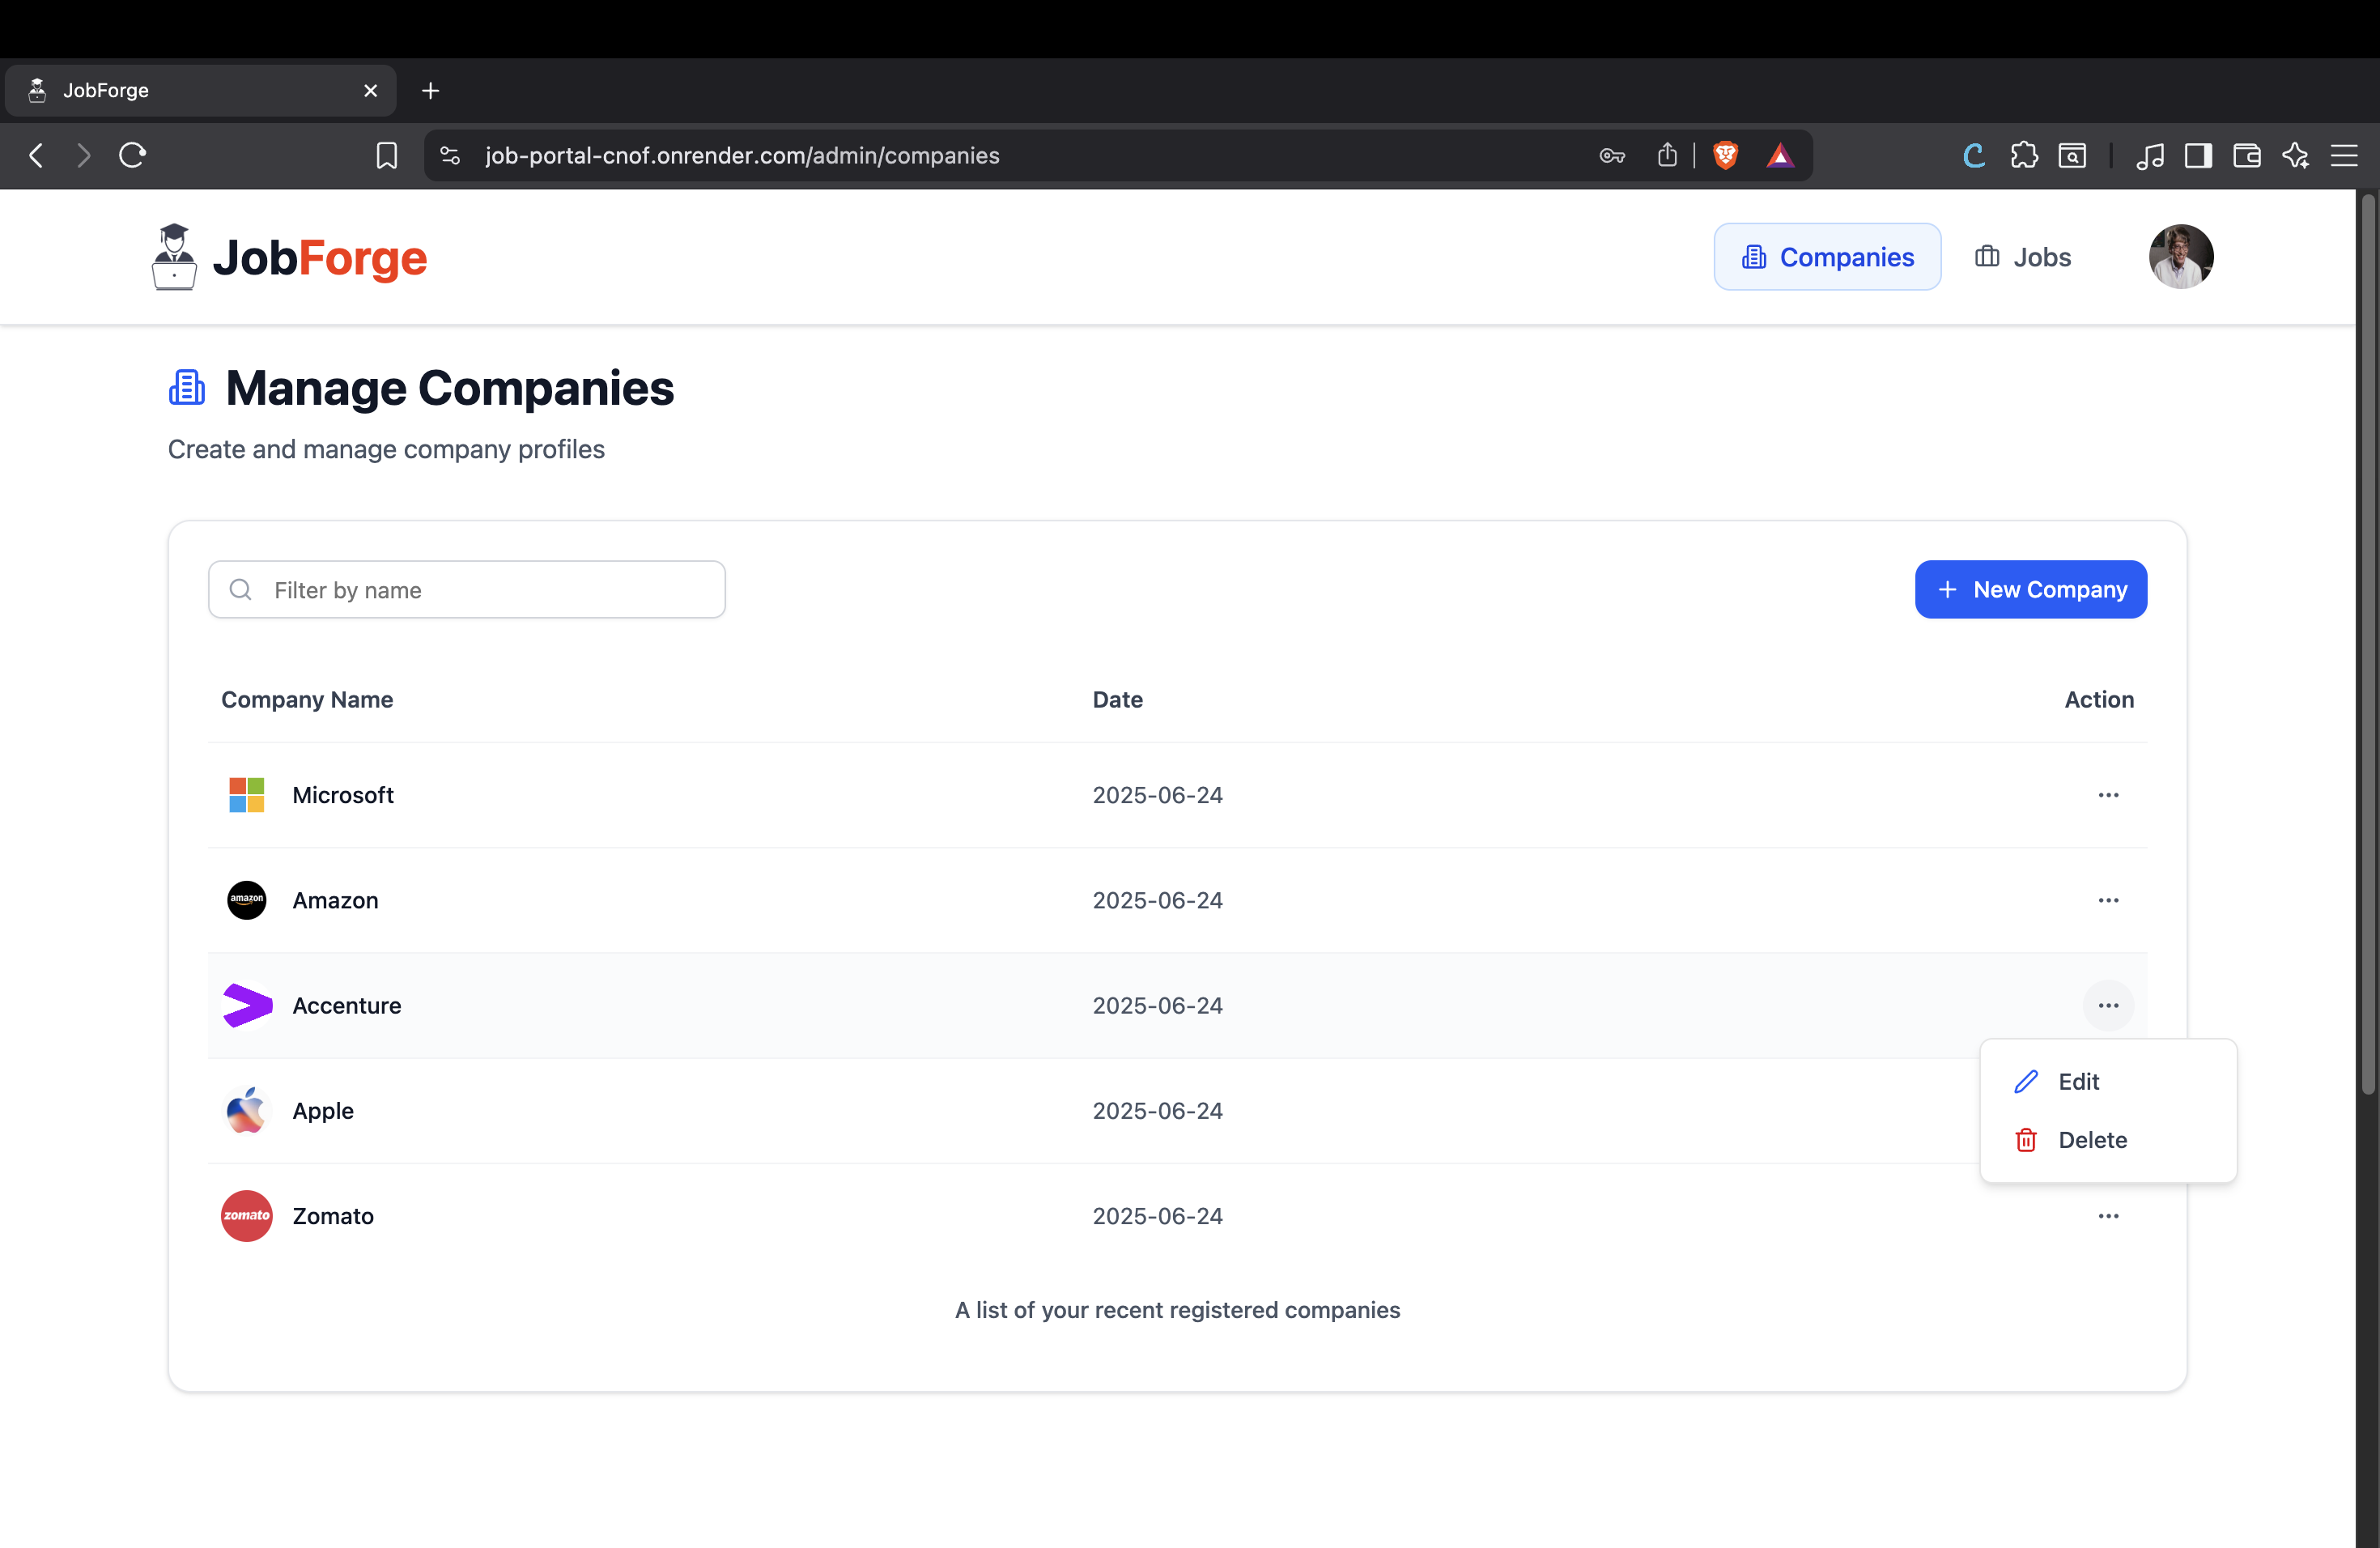 JobForge
job-portal-cnof.onrender.com/admin/companies
JobForge
Companies
Jobs
Manage Companies
Create and manage company profiles
Filter by name
New Company
Company Name Date Action
Microsoft 2025-06-24
amazon Amazon 2025-06-24
Accenture 2025-06-24
Edit
Apple 2025-06-24
Delete
zomato Zomato 2025-06-24
A list of your recent registered companies